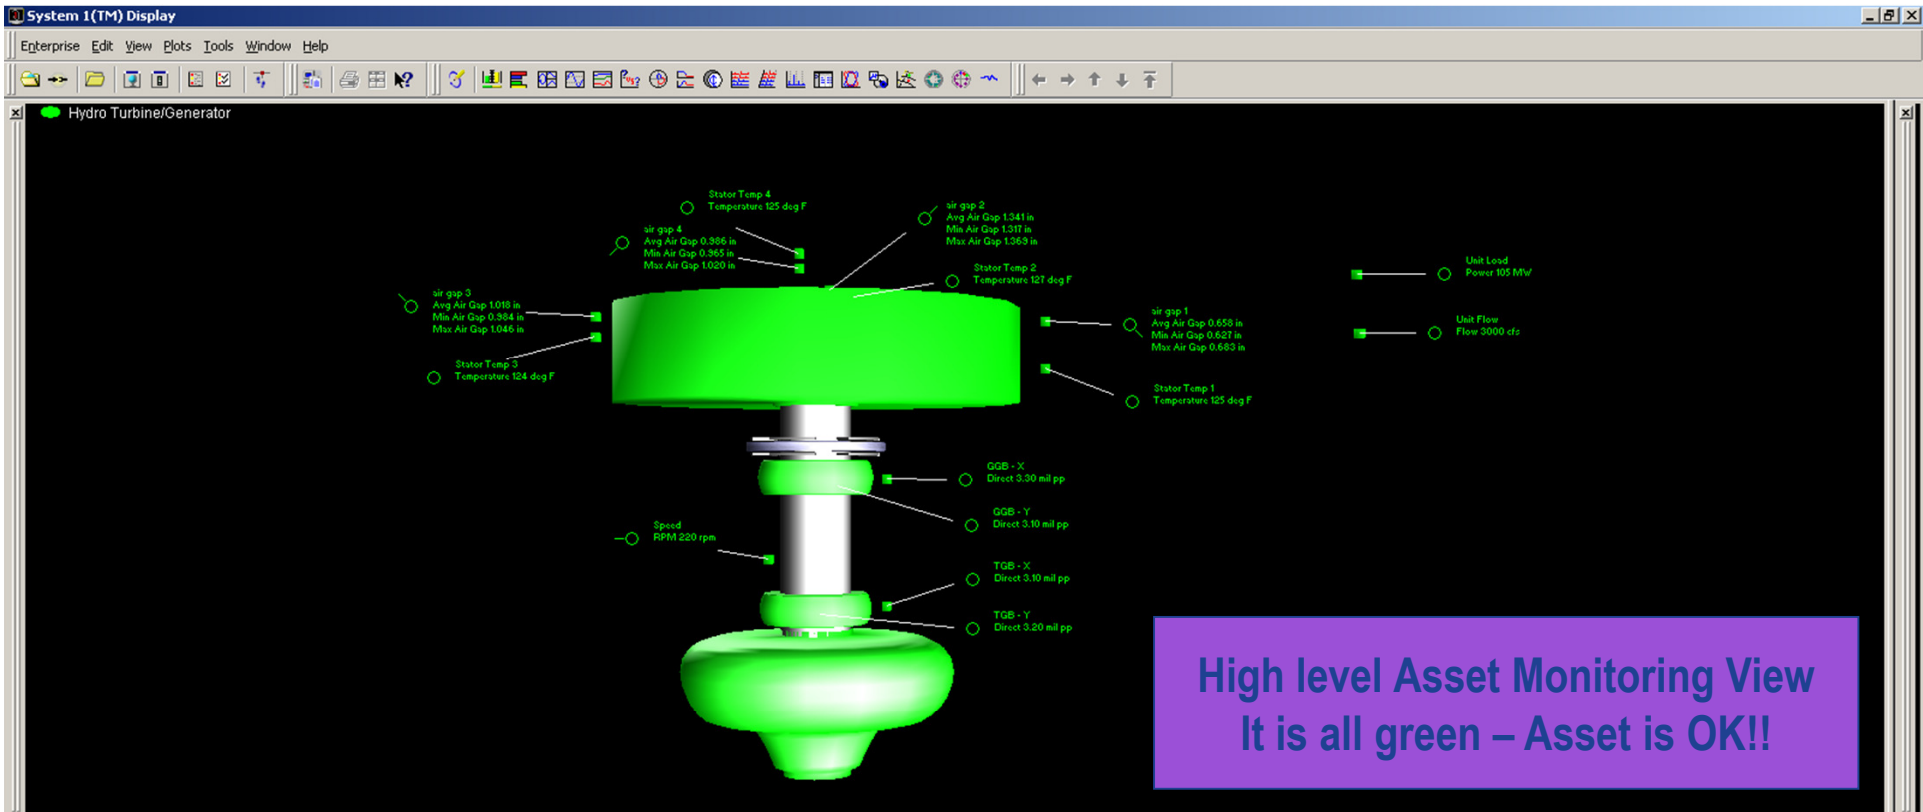 System 1(TM) Display
Enterprise Edit View Plots Tools Window Help
Hydro Turbine/Generator
Stator Temp 4
Temperature 125 deg F
air gap 2
Avg Air Gap 1.341 in
Min Air Gap 1.317 in
Max Air Gap 1.369 in
air gap 4
Avg Air Gap 0.986 in
Min Air Gap 0.965 in
Max Air Gap 1.020 in
Stator Temp 2
Temperature 127 deg F
Unit Load
Power 105 MW
air gap 3
Avg Air Gap 1.018 in
Min Air Gap 0.984 in
Max Air Gap 1.046 in
air gap 1
Avg Air Gap 0.658 in
Min Air Gap 0.627 in
Max Air Gap 0.683 in
Unit Flow
Flow 3000 cfs
Stator Temp 3
Temperature 124 deg F
Stator Temp 1
Temperature 125 deg F
GGB - X
Direct 3.30 mil pp
GGB - Y
Direct 3.10 mil pp
Speed
RPM 220 rpm
TGB - X
Direct 3.10 mil pp
TGB - Y
Direct 3.20 mil pp
High level Asset Monitoring View
It is all green – Asset is OK!!